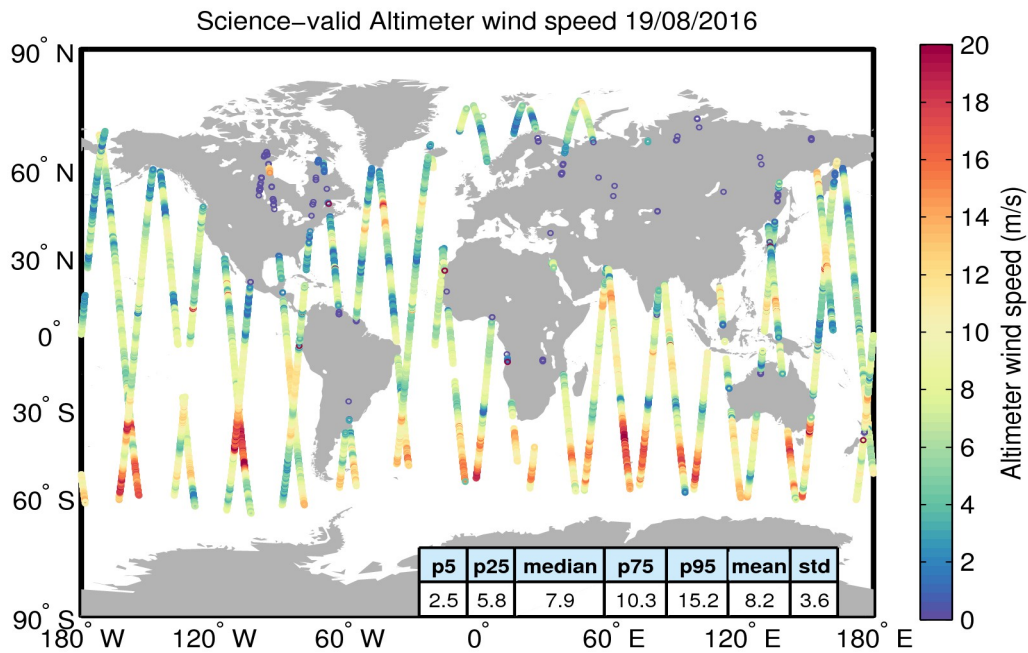 Science−valid Altimeter wind speed 19/08/2016
90° N
60° N
30° N
0°
30° S
60° S
90° S
180° W
120° W
60° W
0°
60° E
120° E
180° E
p5 p25 median p75 p95 mean std
2.5 5.8 7.9 10.3 15.2 8.2 3.6
20
18
16
14
12
10
8
6
4
2
0
Altimeter wind speed (m/s)